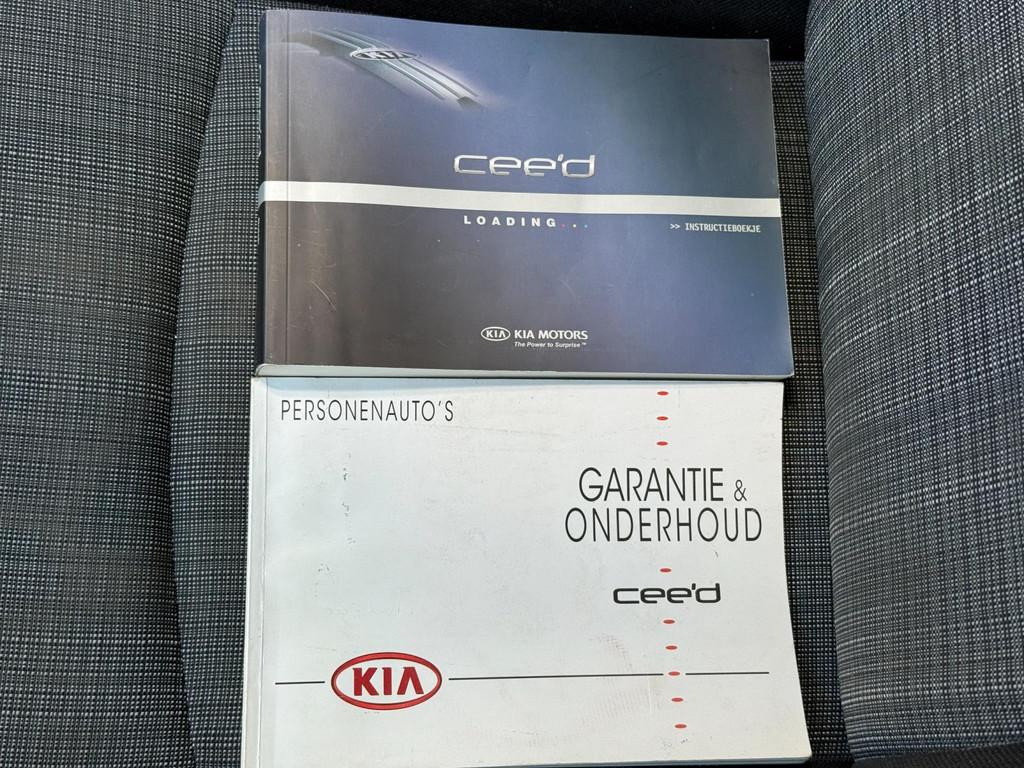 KIA
cee'd
LOADING...
>> INSTRUCTIEBOEKJE
KIA KIA MOTORS
The Power to Surprise™
PERSONENAUTO'S
GARANTIE &
ONDERHOUD
cee'd
KIA